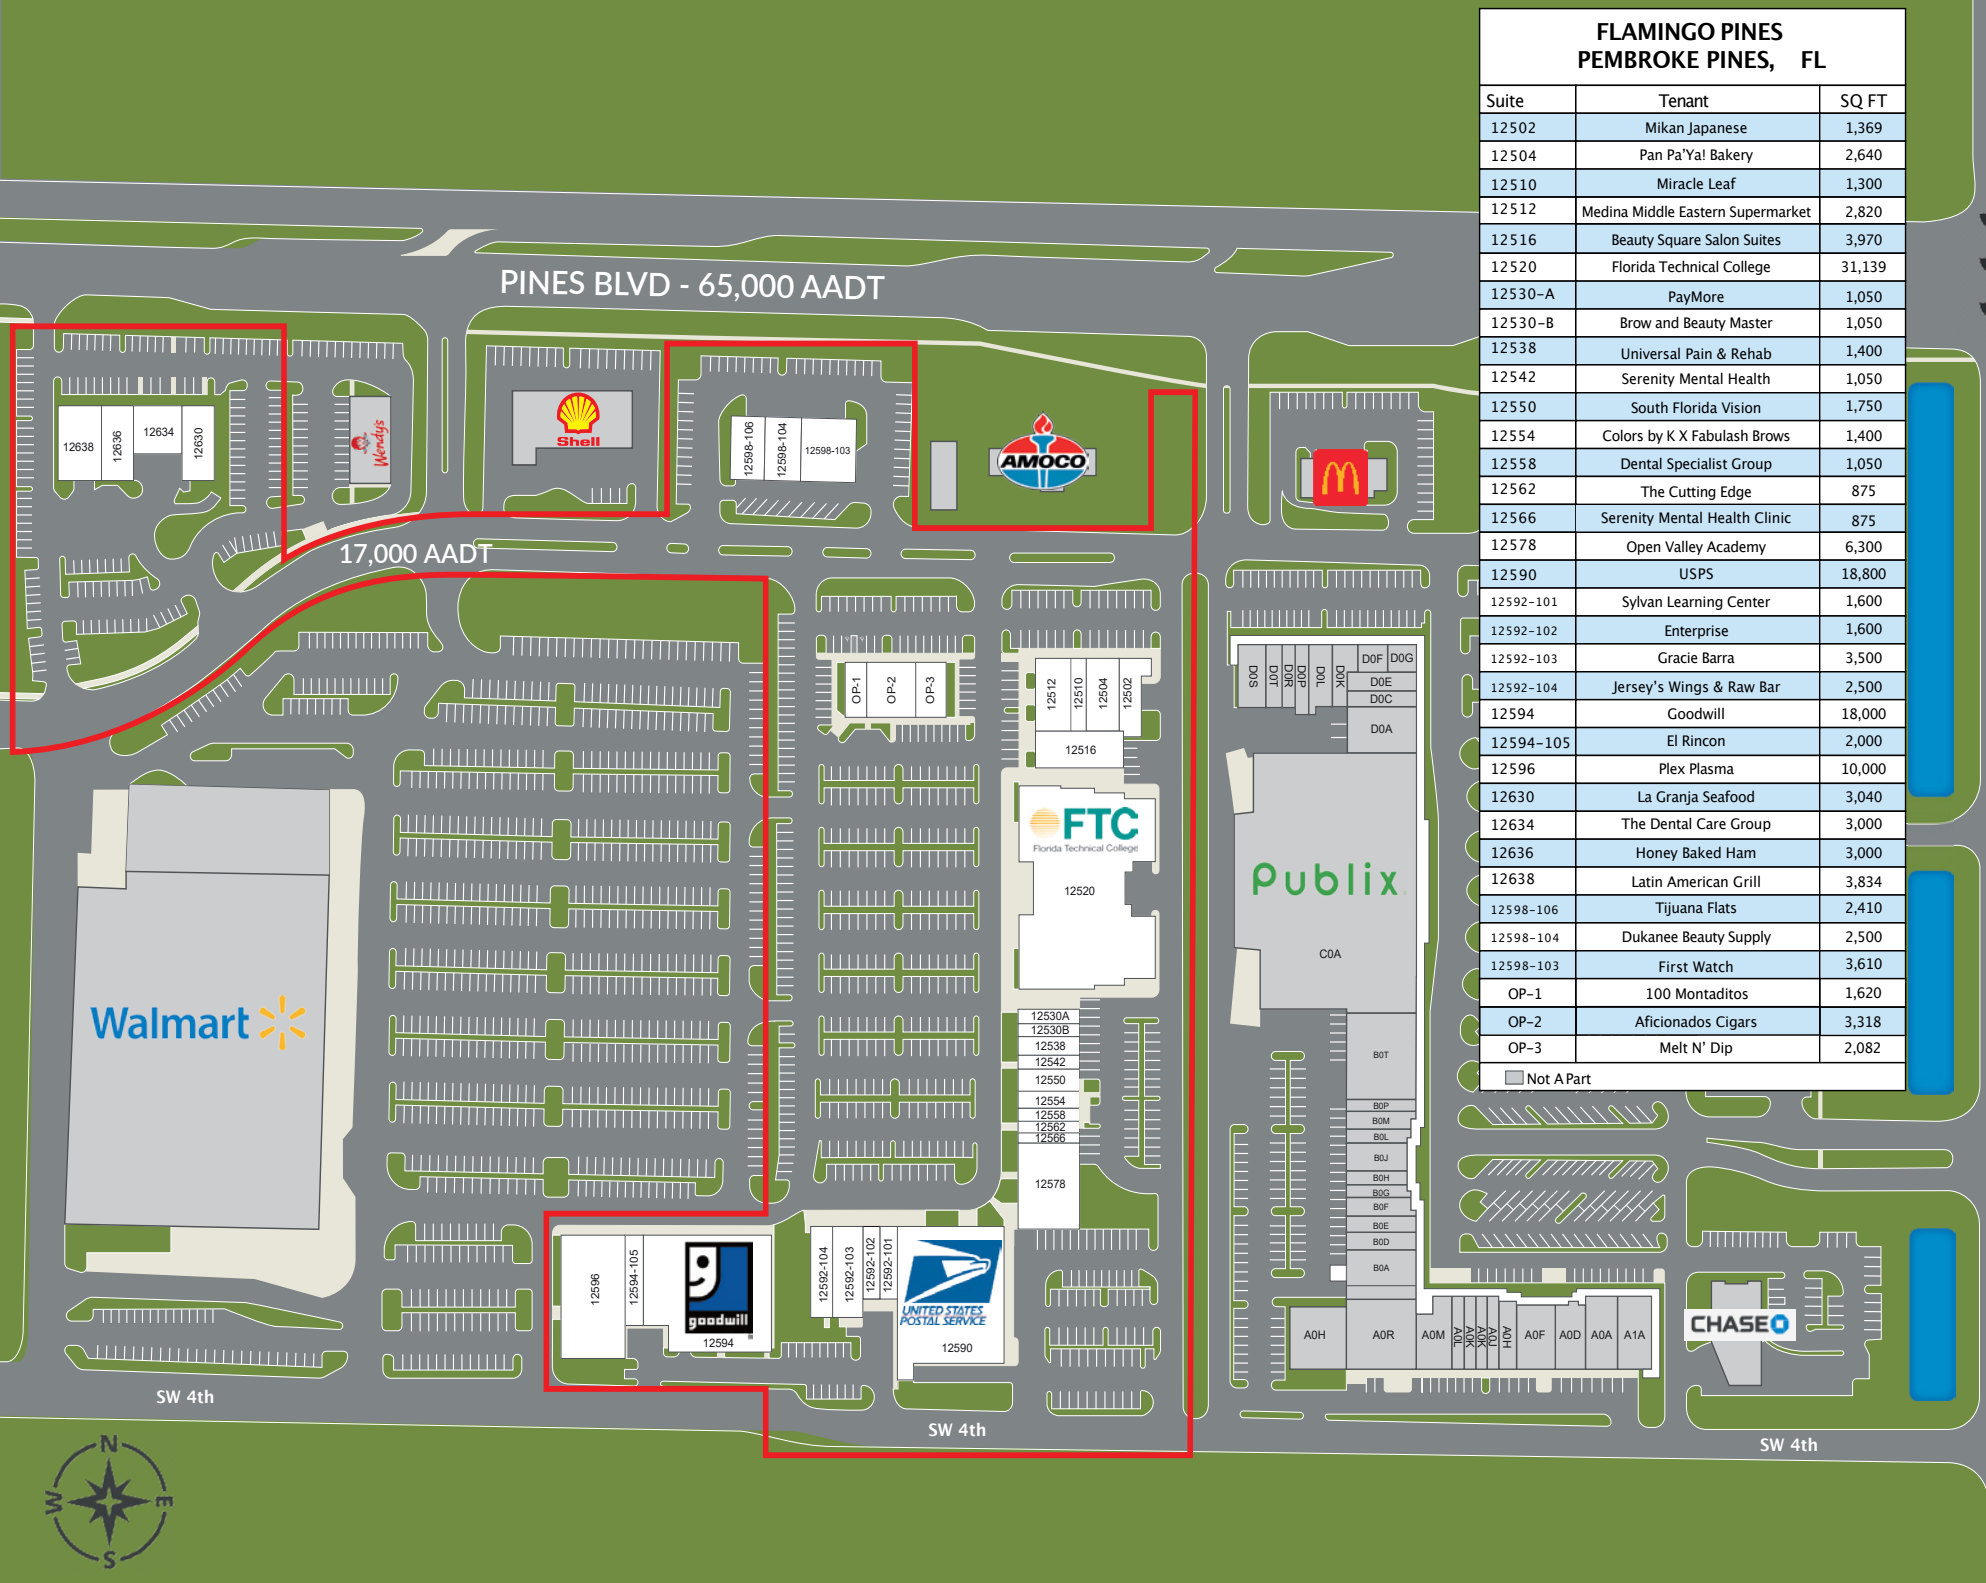 FLAMINGO PINES
PEMBROKE PINES, FL
Suite Tenant SQ FT
12502 Mikan Japanese 1,369
12504 Pan Pa'Ya! Bakery 2,640
12510 Miracle Leaf 1,300
12512 Medina Middle Eastern Supermarket 2,820
12516 Beauty Square Salon Suites 3,970
12520 Florida Technical College 31,139
12530-A PayMore 1,050
12530-B Brow and Beauty Master 1,050
12538 Universal Pain & Rehab 1,400
12542 Serenity Mental Health 1,050
12550 South Florida Vision 1,750
12554 Colors by K X Fabulash Brows 1,400
12558 Dental Specialist Group 1,050
12562 The Cutting Edge 875
12566 Serenity Mental Health Clinic 875
12578 Open Valley Academy 6,300
12590 USPS 18,800
12592-101 Sylvan Learning Center 1,600
12592-102 Enterprise 1,600
12592-103 Gracie Barra 3,500
12592-104 Jersey's Wings & Raw Bar 2,500
12594 Goodwill 18,000
12594-105 El Rincon 2,000
12596 Plex Plasma 10,000
12630 La Granja Seafood 3,040
12634 The Dental Care Group 3,000
12636 Honey Baked Ham 3,000
12638 Latin American Grill 3,834
12598-106 Tijuana Flats 2,410
12598-104 Dukanee Beauty Supply 2,500
12598-103 First Watch 3,610
OP-1 100 Montaditos 1,620
OP-2 Aficionados Cigars 3,318
OP-3 Melt N' Dip 2,082
Not A Part
PINES BLVD - 65,000 AADT
12638
12636
12634
12630
Wendy's
Shell
12598-106
12598-104
12598-103
AMOCO
17,000 AADT
OP-1
OP-2
OP-3
12512
12510
12504
12502
12516
FTC
Florida Technical College
12520
12530A
12530B
12538
12542
12550
12554
12558
12562
12566
12578
D0S
D0T
D0R
D0P
D0L
D0K
D0F
D0G
D0E
D0C
D0A
Publix
C0A
B0T
B0P
B0M
B0L
B0J
B0H
B0G
B0F
B0E
B0D
B0A
A0H
A0R
A0M
A0L
A0K
A0K
A0J
A0H
A0F
A0D
A0A
A1A
CHASE
Walmart
12596
12594-105
goodwill
12594
12592-104
12592-103
12592-102
12592-101
UNITED STATES
POSTAL SERVICE
12590
SW 4th
SW 4th
SW 4th
N
W
E
S